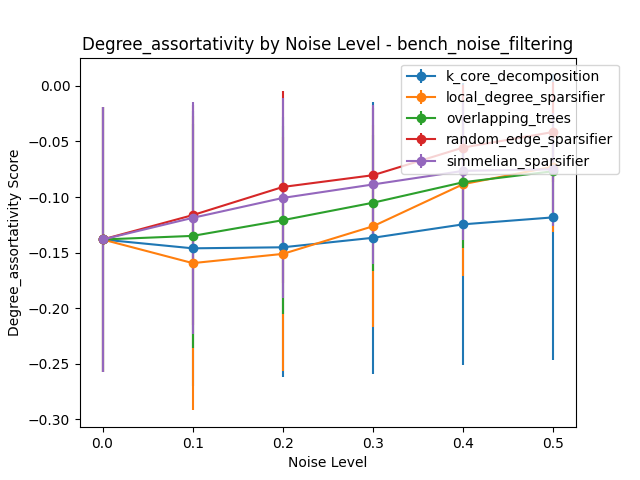 Degree_assortativity by Noise Level - bench_noise_filtering
k_core_decomposition
local_degree_sparsifier
overlapping_trees
random_edge_sparsifier
simmelian_sparsifier
Degree_assortativity Score
0.00
−0.05
−0.10
−0.15
−0.20
−0.25
−0.30
0.0 0.1 0.2 0.3 0.4 0.5
Noise Level